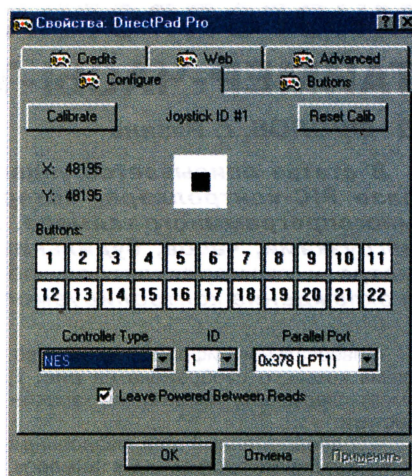 Свойства: DirectPad Pro
Credits Web Advanced
Configure Buttons
Calibrate Joystick ID #1 Reset Calib
X: 48195
Y: 48195
Buttons:
1 2 3 4 5 6 7 8 9 10 11
12 13 14 15 16 17 18 19 20 21 22
Controller Type ID Parallel Port
NES 1 0x378 (LPT1)
Leave Powered Between Reads
OK Отмена Применить